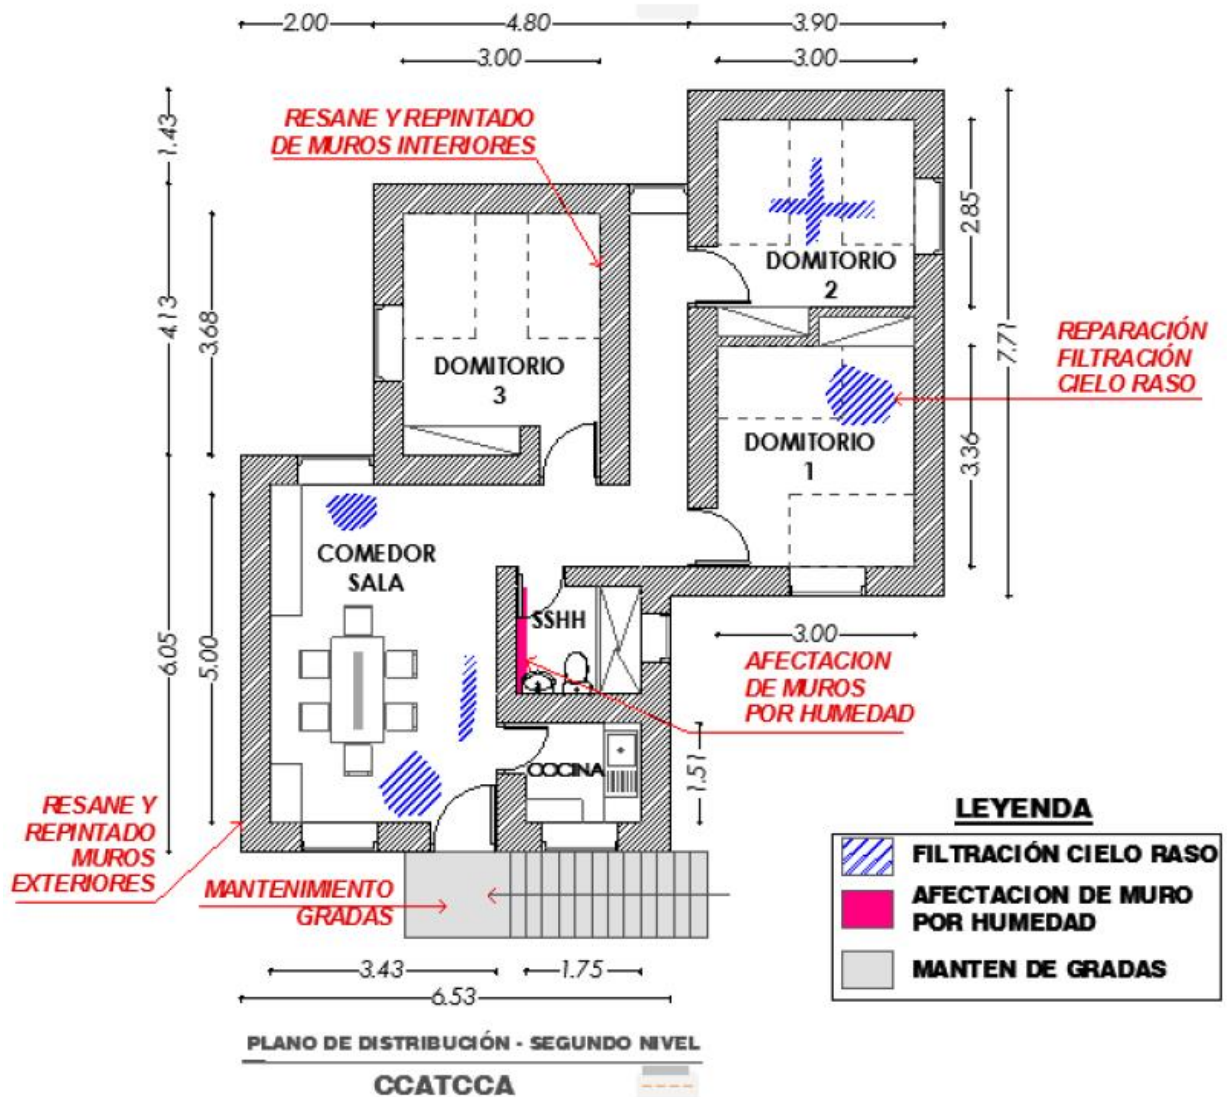 2.00
4.80
3.90
3.00
3.00
1.43
RESANE Y REPINTADO
DE MUROS INTERIORES
2.85
DOMITORIO
2
4.13
3.68
DOMITORIO
3
7.71
REPARACIÓN
FILTRACIÓN
CIELO RASO
DOMITORIO
1
3.36
COMEDOR
SALA
SSHH
6.05
5.00
3.00
AFECTACION
DE MUROS
POR HUMEDAD
COCINA
1.51
RESANE Y
REPINTADO
MUROS
EXTERIORES
MANTENIMIENTO
GRADAS
LEYENDA
FILTRACIÓN CIELO RASO
AFECTACION DE MURO
POR HUMEDAD
MANTEN DE GRADAS
3.43
1.75
6.53
PLANO DE DISTRIBUCIÓN - SEGUNDO NIVEL
CCATCCA